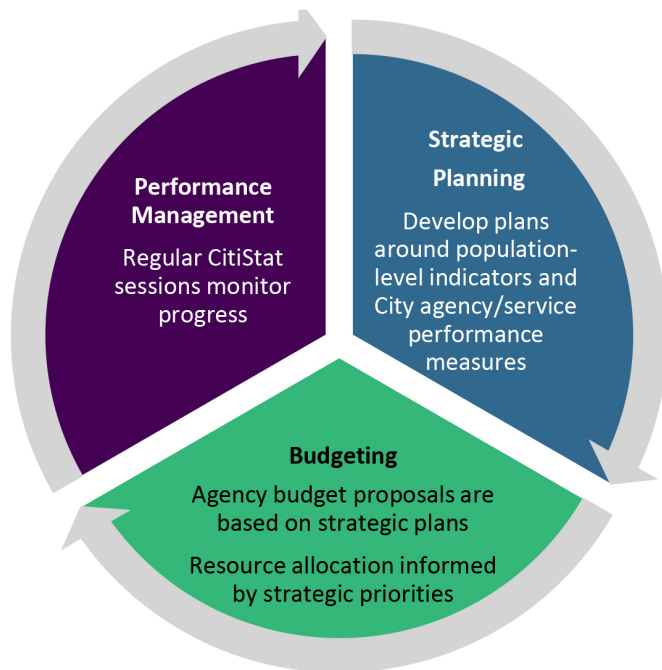 Strategic
Planning
Develop plans
around population-
level indicators and
City agency/service
performance
measures
Budgeting
Agency budget proposals are
based on strategic plans
Resource allocation informed
by strategic priorities
Performance
Management
Regular CitiStat
sessions monitor
progress